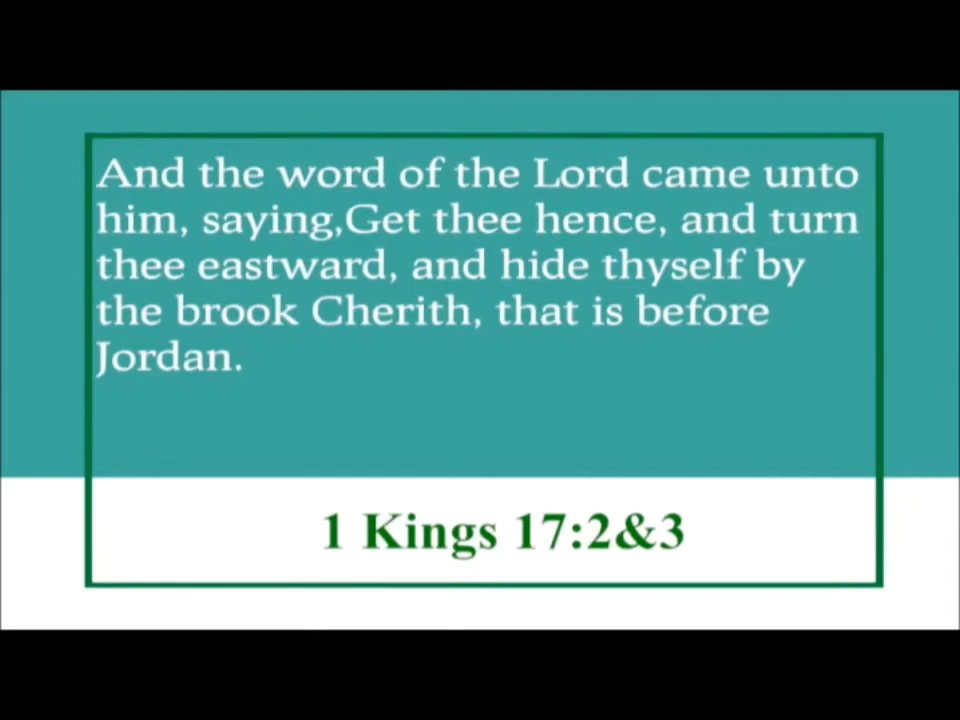 And the word of the Lord came unto
him, saying,Get thee hence, and turn
thee eastward, and hide thyself by
the brook Cherith, that is before
Jordan.
1 Kings 17:2&3